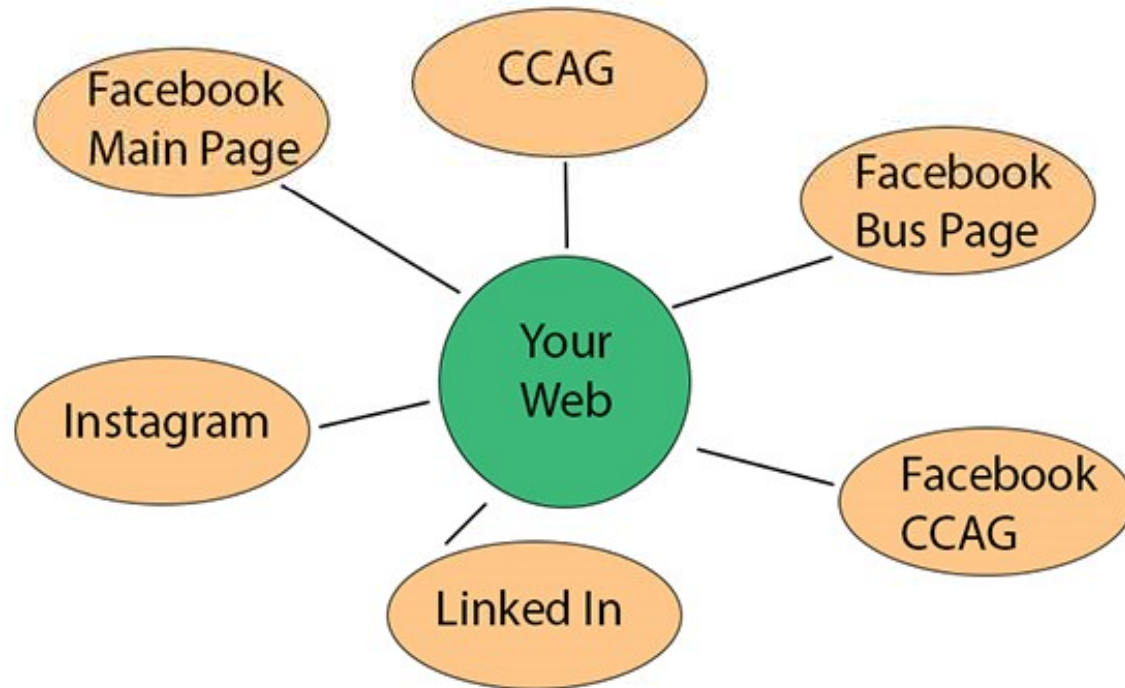 Facebook
Main Page
CCAG
Facebook
Bus Page
Your
Web
Instagram
Facebook
CCAG
Linked In